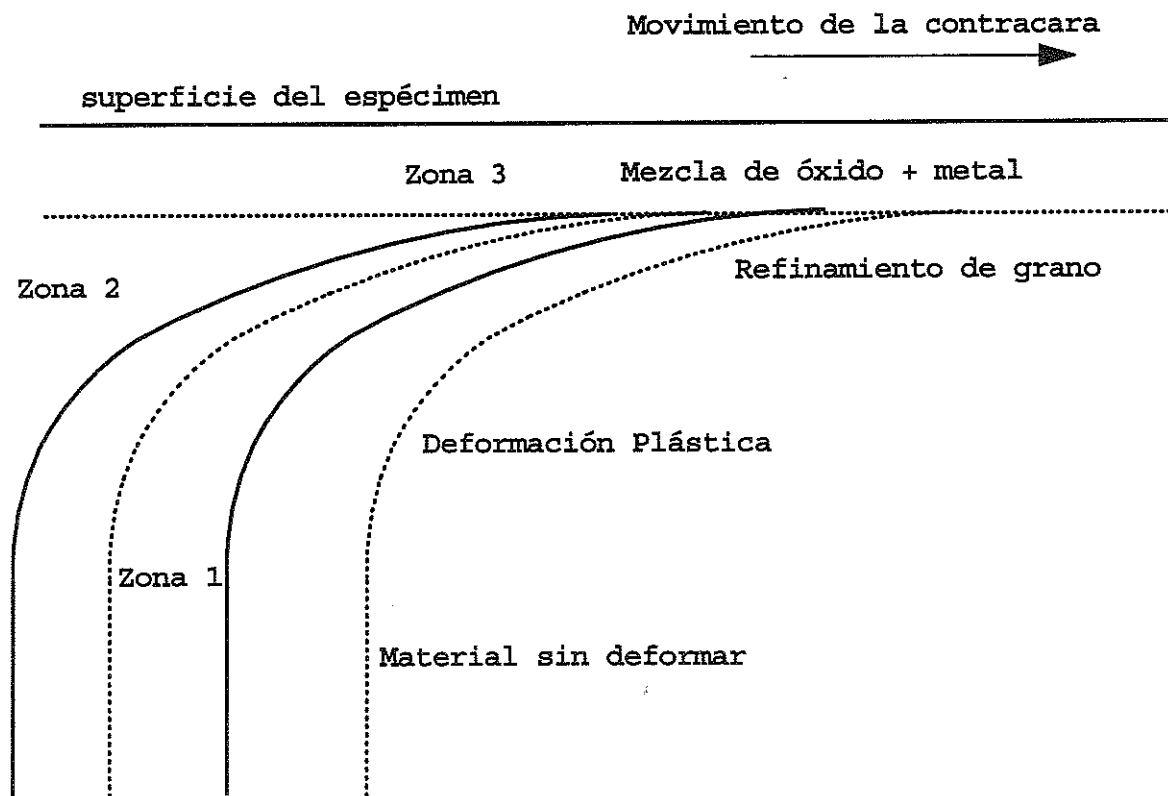 Movimiento de la contracara
superficie del espécimen
Zona 3
Mezcla de óxido + metal
Refinamiento de grano
Zona 2
Deformación Plástica
Zona 1
Material sin deformar